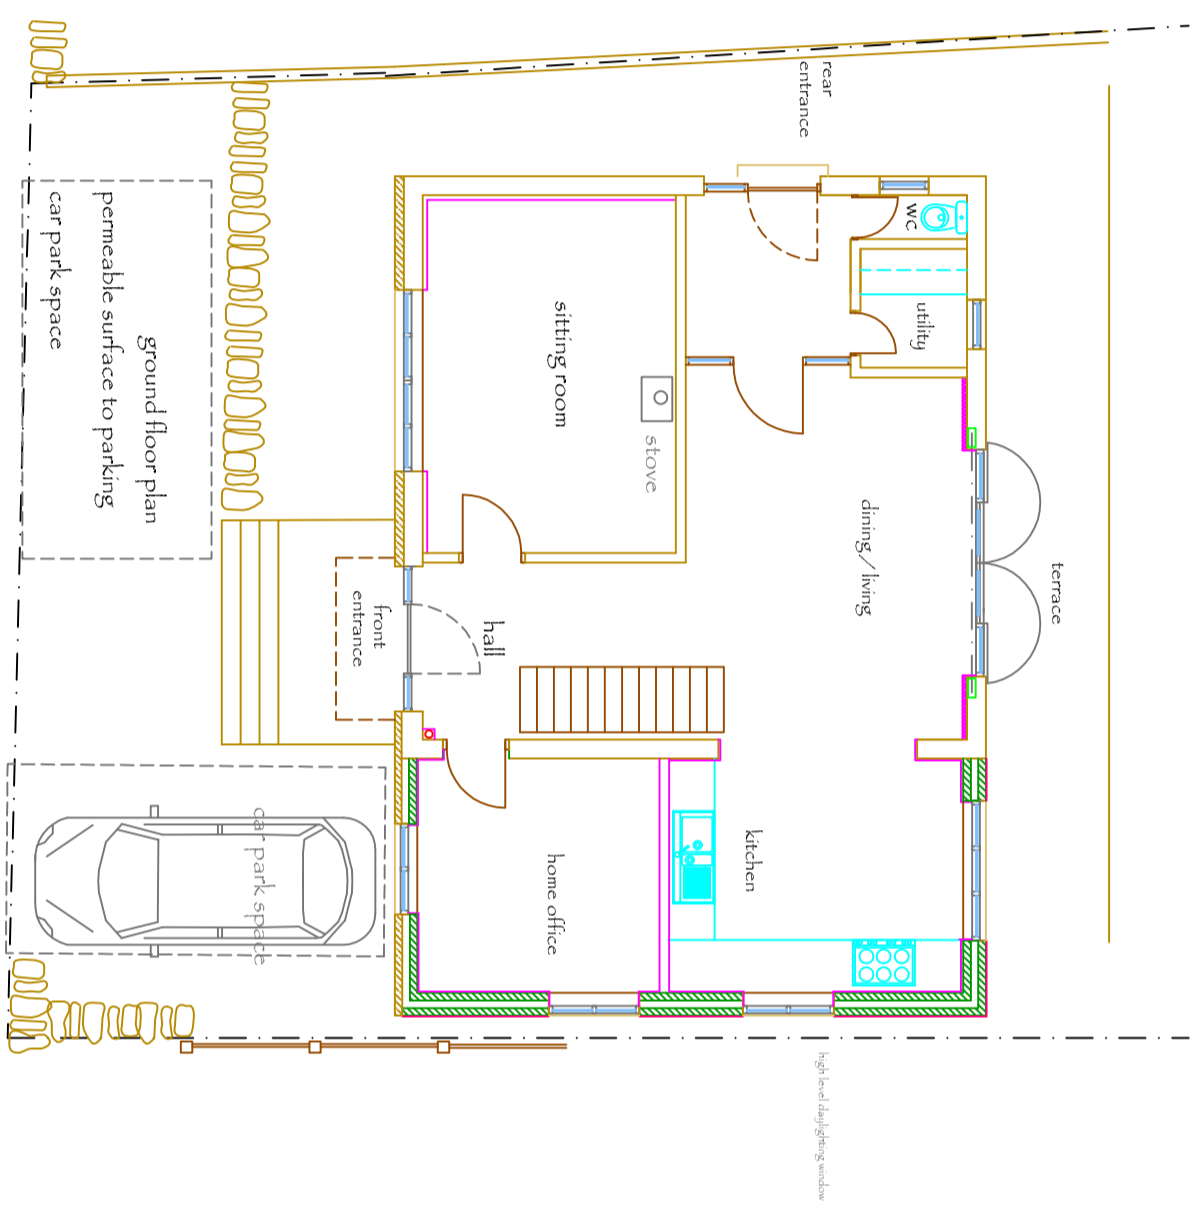 rear
entrance
wc
utility
sitting room
stove
dining / living
terrace
ground floor plan
permeable surface to parking
car park space
front
entrance
hall
kitchen
home office
car park space
high level daylighting window